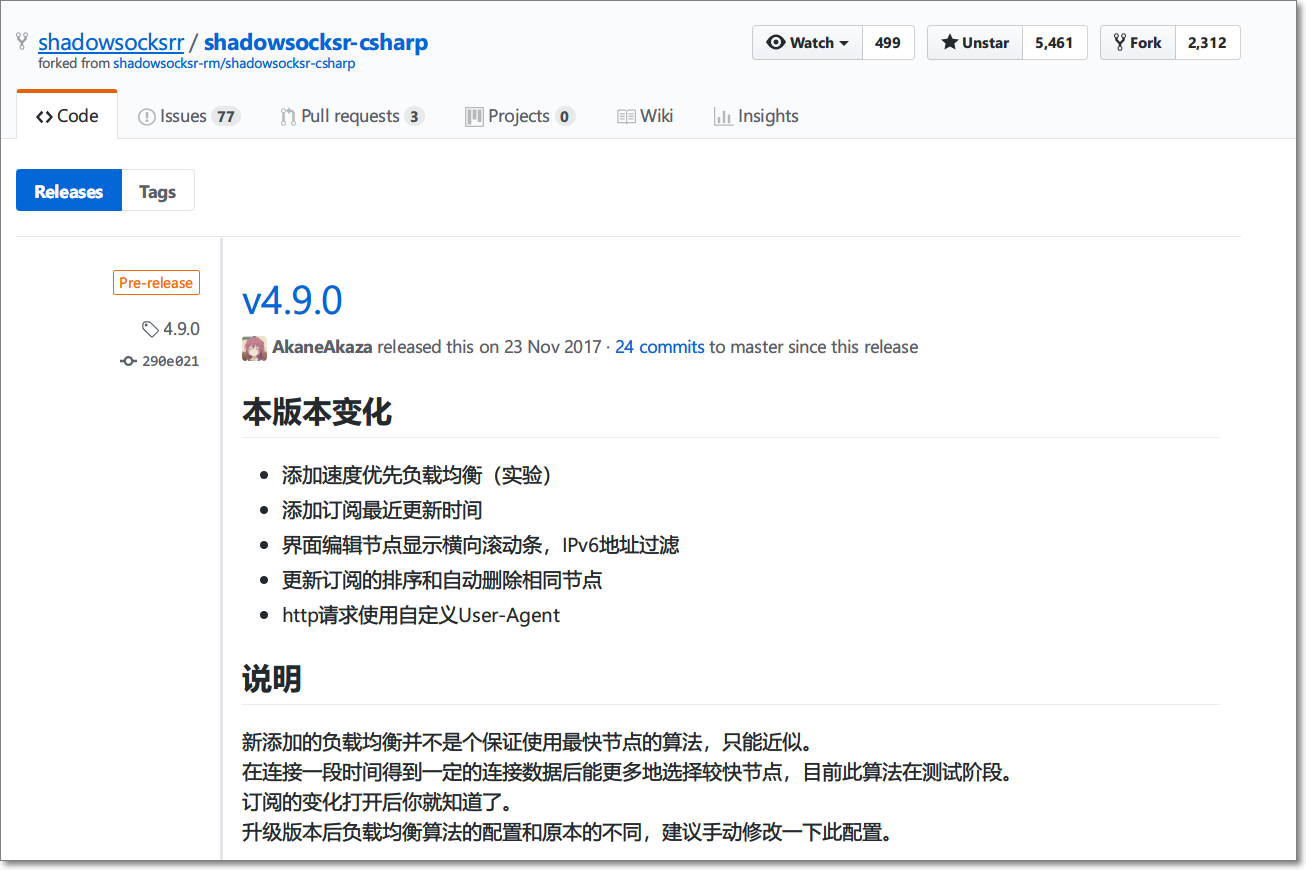 shadowsocksrr / shadowsocksr-csharp
Watch 499 Unstar 5,461 Fork 2,312
forked from shadowsocksr-rm/shadowsocksr-csharp
Code Issues 77 Pull requests 3 Projects 0 Wiki Insights
Releases Tags
Pre-release
4.9.0
290e021
v4.9.0
AkaneAkaza released this on 23 Nov 2017 · 24 commits to master since this release
本版本变化
添加速度优先负载均衡（实验）
添加订阅最近更新时间
界面编辑节点显示横向滚动条，IPv6地址过滤
更新订阅的排序和自动删除相同节点
http请求使用自定义User-Agent
说明
新添加的负载均衡并不是个保证使用最快节点的算法，只能近似。
在连接一段时间得到一定的连接数据后能更多地选择较快节点，目前此算法在测试阶段。
订阅的变化打开后你就知道了。
升级版本后负载均衡算法的配置和原本的不同，建议手动修改一下此配置。